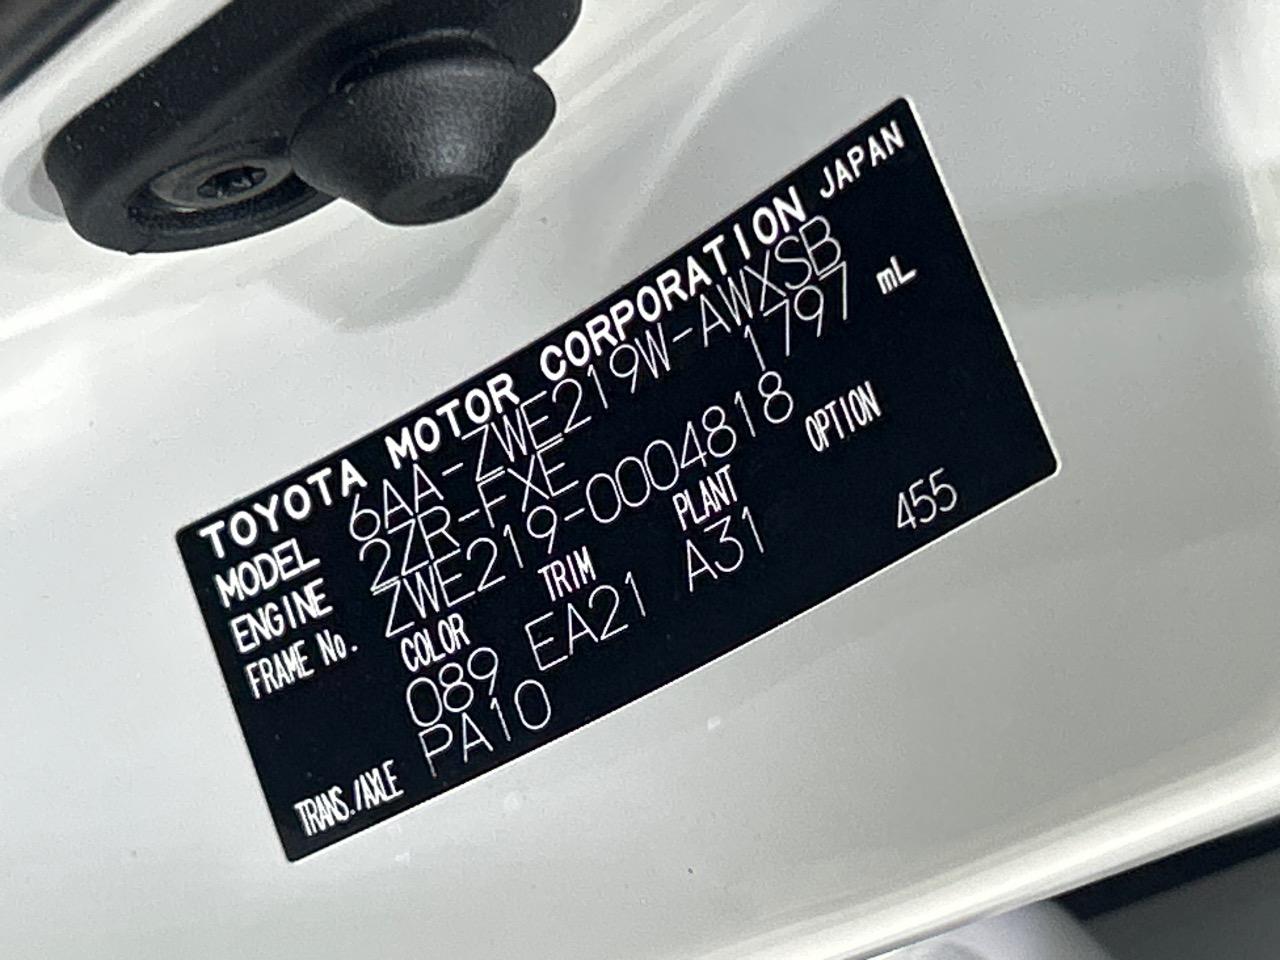 TOYOTA MOTOR CORPORATION JAPAN
MODEL 6AA-ZWE219W-AWXSB
ENGINE 2ZR-FXE 1797 mL
FRAME No. ZWE219-0004818
COLOR TRIM PLANT OPTION
089 EA21 A31 455
TRANS./AXLE PA10